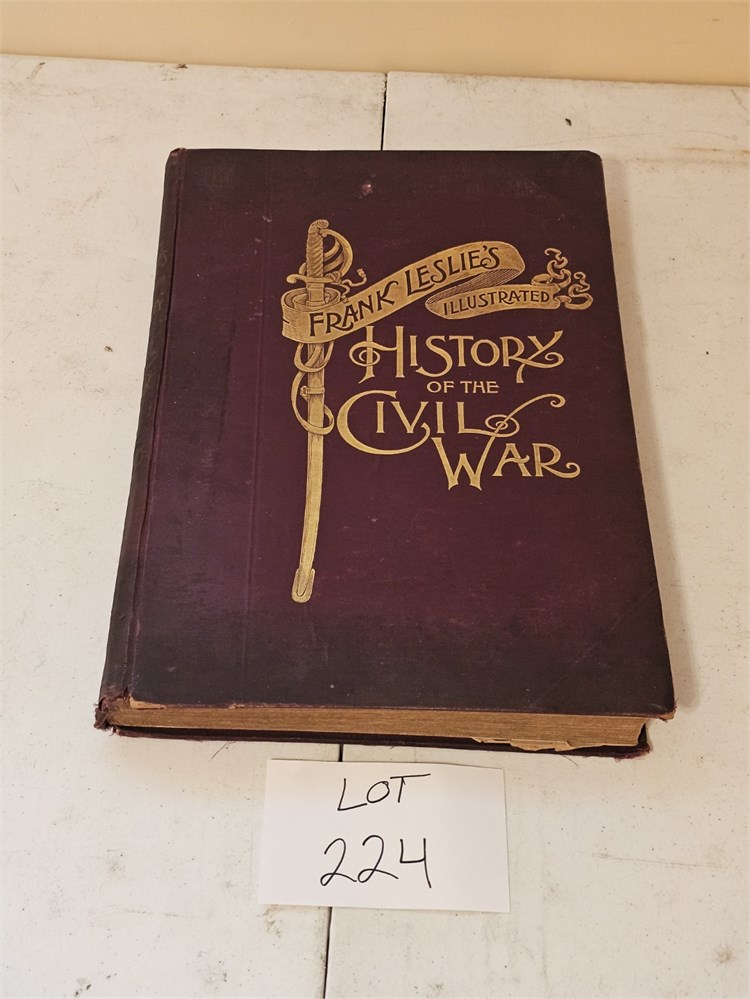 FRANK LESLIE'S
ILLUSTRATED
HISTORY
OF THE
CIVIL
WAR
LOT
224